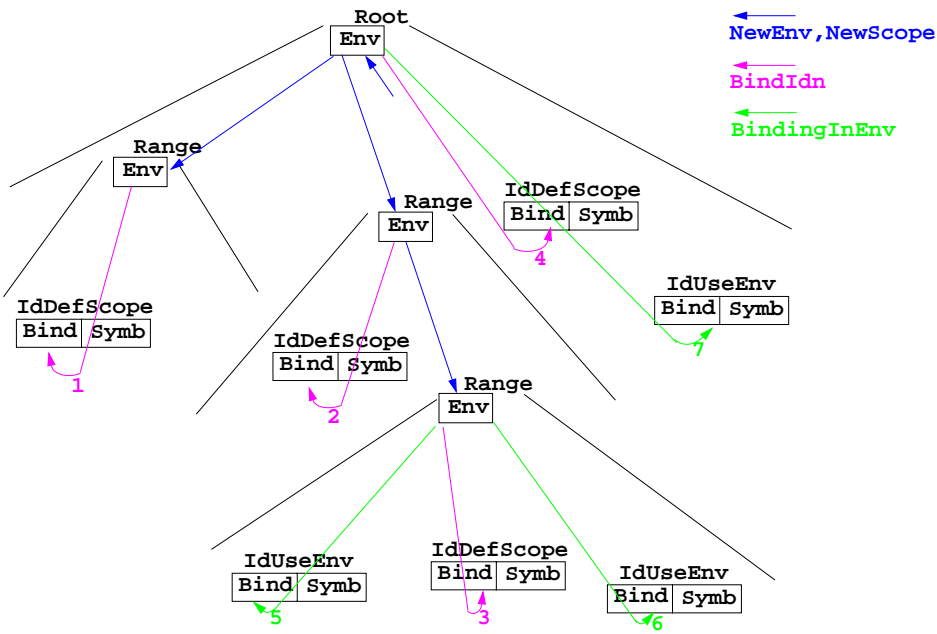 Root
Env
NewEnv,NewScope
BindIdn
BindingInEnv
Range
Env
IdDefScope
Bind Symb
4
Range
Env
IdUseEnv
Bind Symb
7
IdDefScope
Bind Symb
1
IdDefScope
Bind Symb
2
Range
Env
IdUseEnv
Bind Symb
5
IdDefScope
Bind Symb
3
IdUseEnv
Bind Symb
6